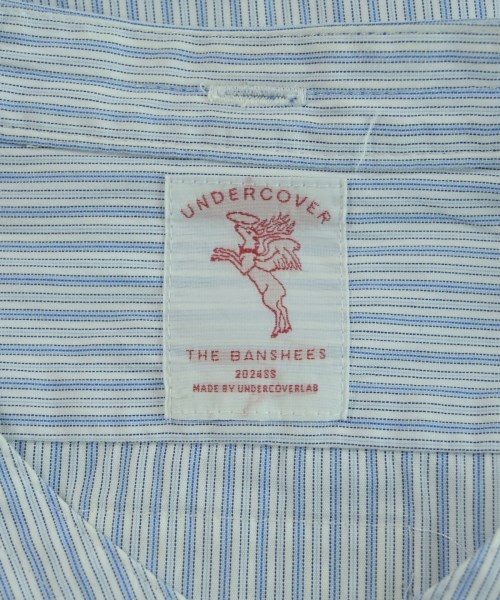 UNDERCOVER
THE BANSHEES
2024SS
MADE BY UNDERCOVERLAB